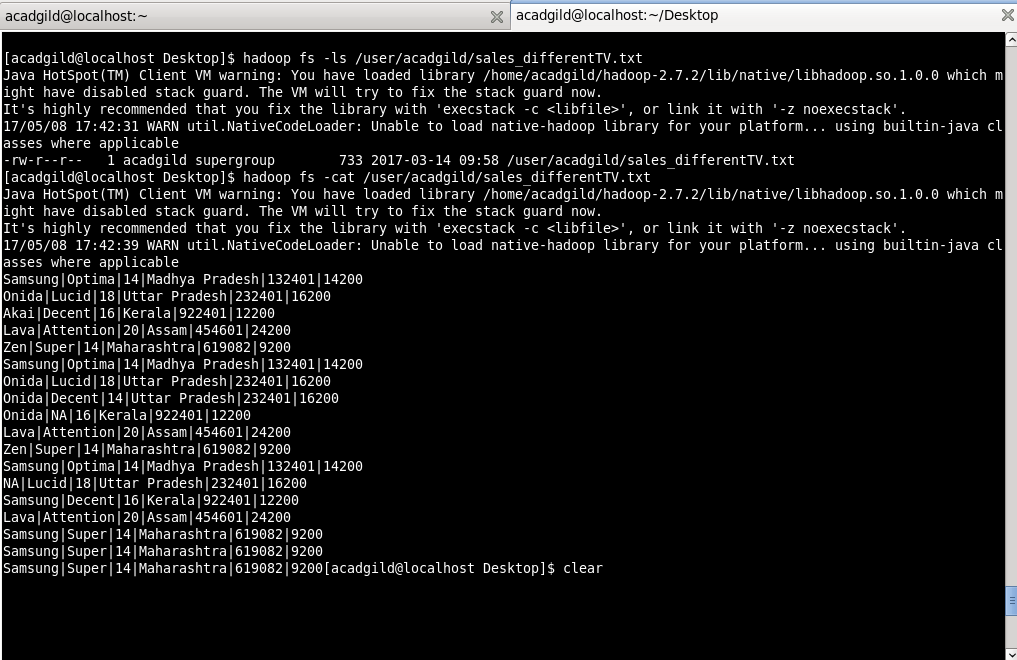 acadgild@localhost:~
acadgild@localhost:~/Desktop
[acadgild@localhost Desktop]$ hadoop fs -ls /user/acadgild/sales_differentTV.txt
Java HotSpot(TM) Client VM warning: You have loaded library /home/acadgild/hadoop-2.7.2/lib/native/libhadoop.so.1.0.0 which m
ight have disabled stack guard. The VM will try to fix the stack guard now.
It's highly recommended that you fix the library with 'execstack -c <libfile>', or link it with '-z noexecstack'.
17/05/08 17:42:31 WARN util.NativeCodeLoader: Unable to load native-hadoop library for your platform... using builtin-java cl
asses where applicable
-rw-r--r--   1 acadgild supergroup        733 2017-03-14 09:58 /user/acadgild/sales_differentTV.txt
[acadgild@localhost Desktop]$ hadoop fs -cat /user/acadgild/sales_differentTV.txt
Java HotSpot(TM) Client VM warning: You have loaded library /home/acadgild/hadoop-2.7.2/lib/native/libhadoop.so.1.0.0 which m
ight have disabled stack guard. The VM will try to fix the stack guard now.
It's highly recommended that you fix the library with 'execstack -c <libfile>', or link it with '-z noexecstack'.
17/05/08 17:42:39 WARN util.NativeCodeLoader: Unable to load native-hadoop library for your platform... using builtin-java cl
asses where applicable
Samsung|Optima|14|Madhya Pradesh|132401|14200
Onida|Lucid|18|Uttar Pradesh|232401|16200
Akai|Decent|16|Kerala|922401|12200
Lava|Attention|20|Assam|454601|24200
Zen|Super|14|Maharashtra|619082|9200
Samsung|Optima|14|Madhya Pradesh|132401|14200
Onida|Lucid|18|Uttar Pradesh|232401|16200
Onida|Decent|14|Uttar Pradesh|232401|16200
Onida|NA|16|Kerala|922401|12200
Lava|Attention|20|Assam|454601|24200
Zen|Super|14|Maharashtra|619082|9200
Samsung|Optima|14|Madhya Pradesh|132401|14200
NA|Lucid|18|Uttar Pradesh|232401|16200
Samsung|Decent|16|Kerala|922401|12200
Lava|Attention|20|Assam|454601|24200
Samsung|Super|14|Maharashtra|619082|9200
Samsung|Super|14|Maharashtra|619082|9200
Samsung|Super|14|Maharashtra|619082|9200[acadgild@localhost Desktop]$ clear